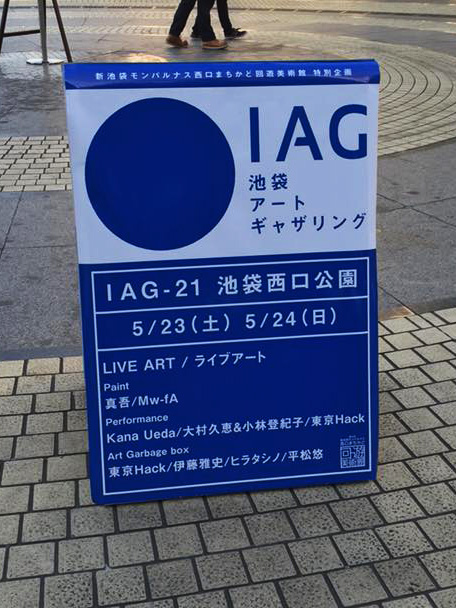 新池袋モンパルナス西口まちかど回遊美術館 特別企画
IAG
池袋
アート
ギャザリング
IAG-21 池袋西口公園
5/23(土) 5/24(日)
LIVE ART / ライブアート
Paint
真吾/Mw-fA
Performance
Kana Ueda/大村久恵&小林登紀子/東京Hack
Art Garbage box
東京Hack/伊藤雅史/ヒラタシノ/平松悠
回遊
美術館